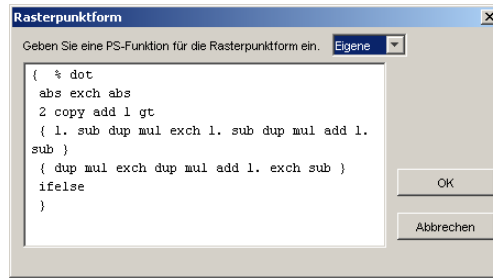 Rasterpunktform
Geben Sie eine PS-Funktion für die Rasterpunktform ein. Eigene
{ % dot
abs exch abs
2 copy add 1 gt
{ 1. sub dup mul exch 1. sub dup mul add 1.
sub }
{ dup mul exch dup mul add 1. exch sub }
ifelse
}
OK
Abbrechen